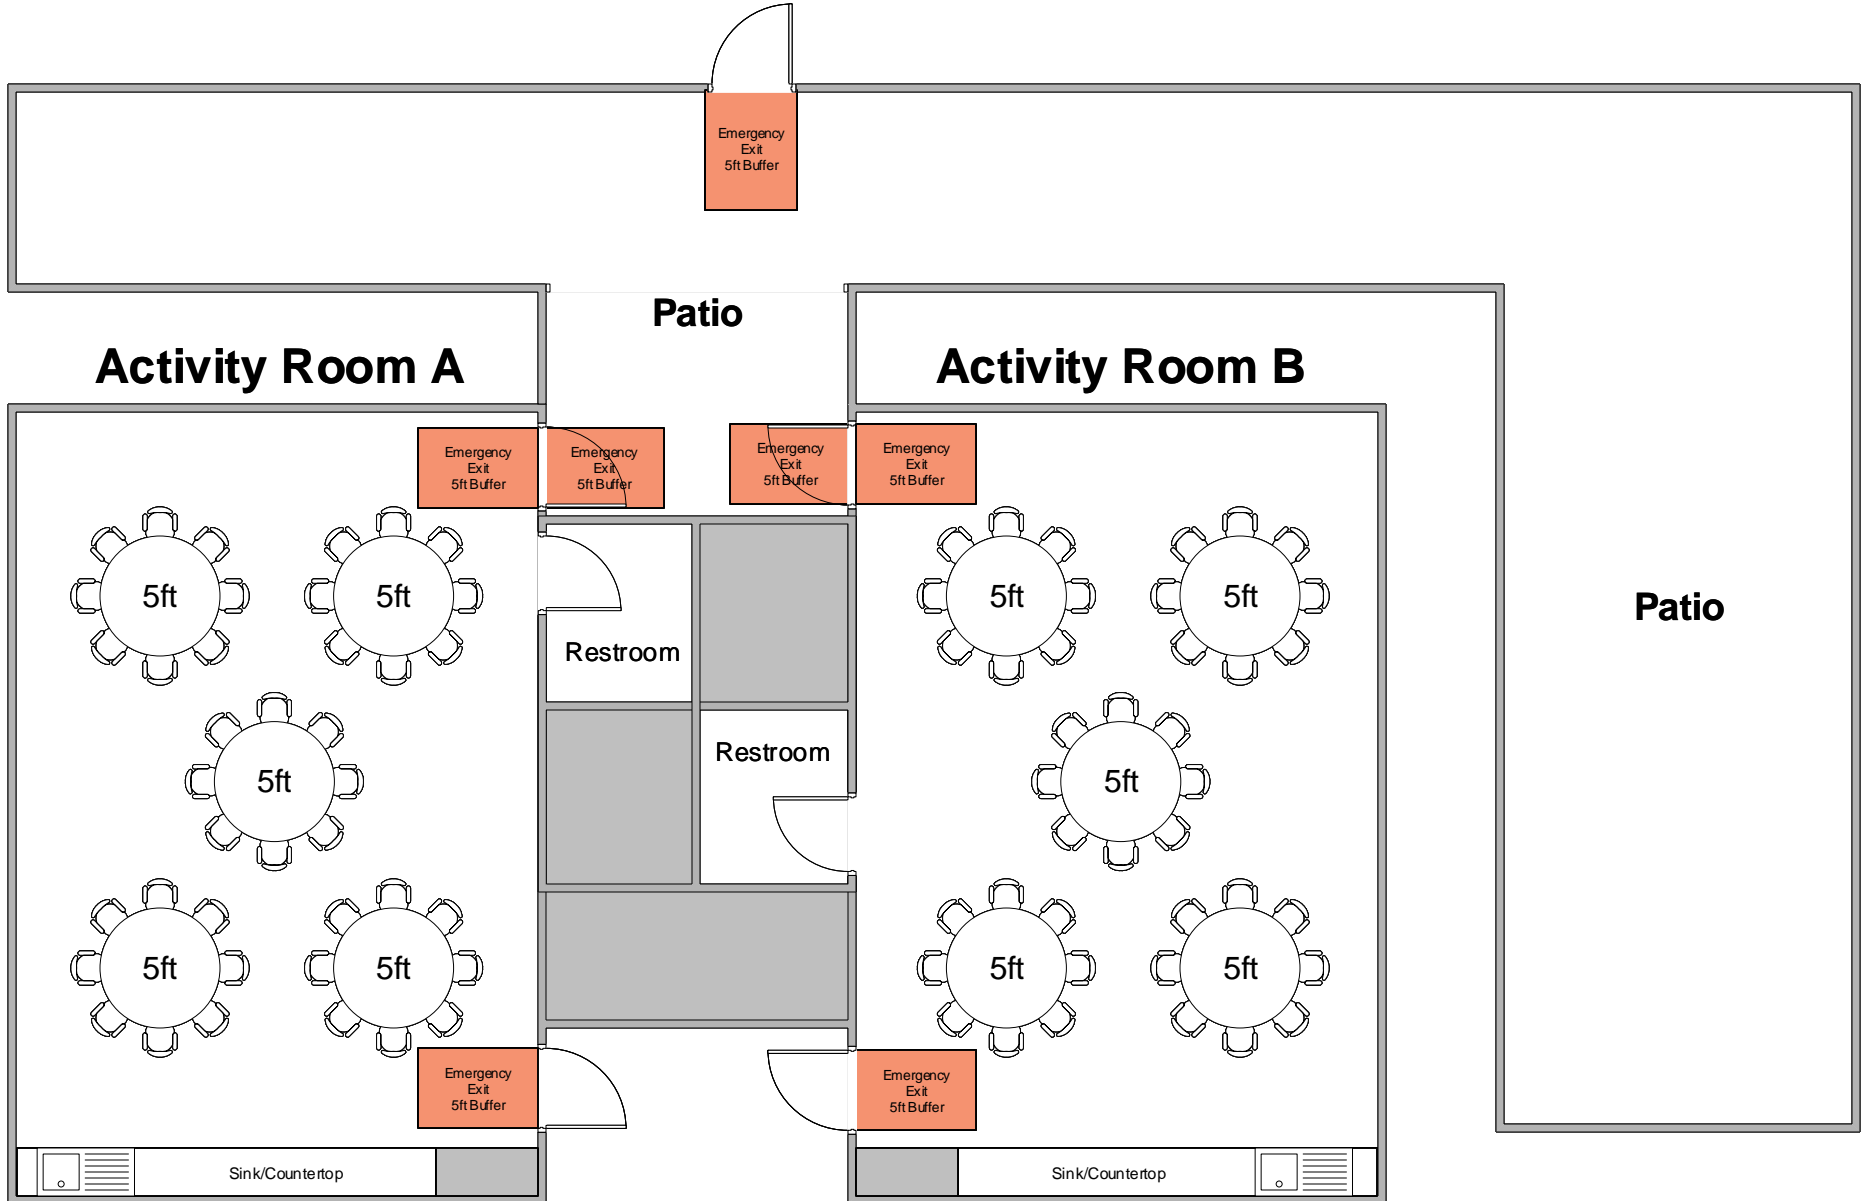 Emergency
Exit
5ft Buffer
Patio
Activity Room A
Activity Room B
Emergency
Exit
5ft Buffer
Emergency
Exit
5ft Buffer
Emergency
Exit
5ft Buffer
Emergency
Exit
5ft Buffer
5ft
5ft
5ft
5ft
Patio
Restroom
Restroom
5ft
5ft
5ft
5ft
5ft
5ft
Emergency
Exit
5ft Buffer
Emergency
Exit
5ft Buffer
Sink/Countertop
Sink/Countertop